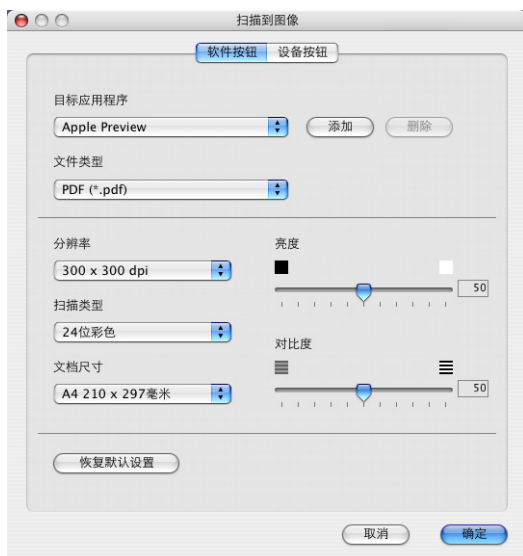 扫描到图像
软件按钮 设备按钮
目标应用程序
Apple Preview 添加 删除
文件类型
PDF (*.pdf)
分辨率 亮度
300 x 300 dpi 50
扫描类型
24位彩色
对比度
文档尺寸
A4 210 x 297毫米 50
恢复默认设置
取消 确定